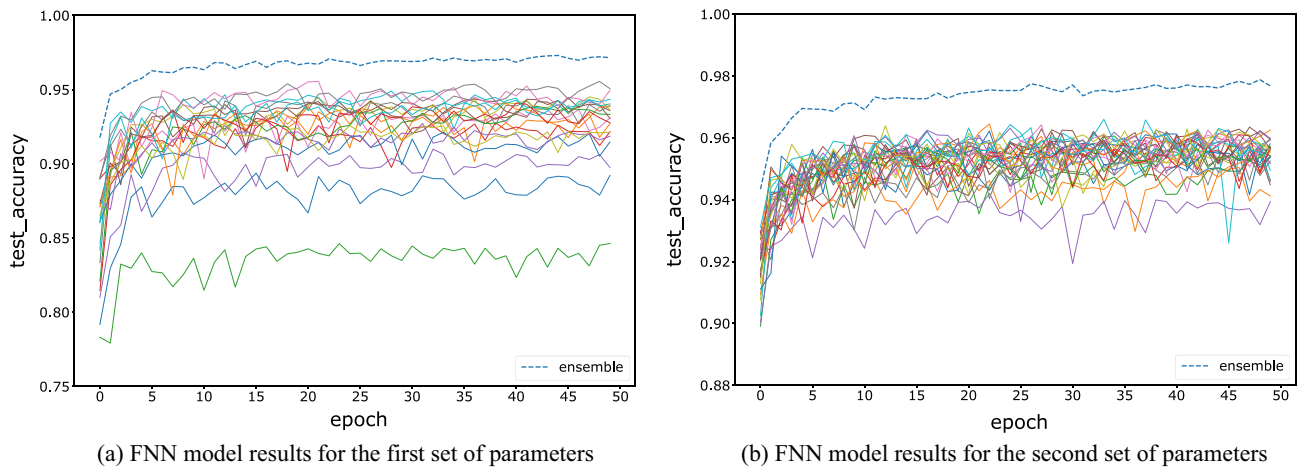 1.00
0.95
0.90
0.85
0.80
0.75
test_accuracy
0 5 10 15 20 25 30 35 40 45 50
epoch
ensemble
(a) FNN model results for the first set of parameters
1.00
0.98
0.96
0.94
0.92
0.90
0.88
test_accuracy
0 5 10 15 20 25 30 35 40 45 50
epoch
ensemble
(b) FNN model results for the second set of parameters